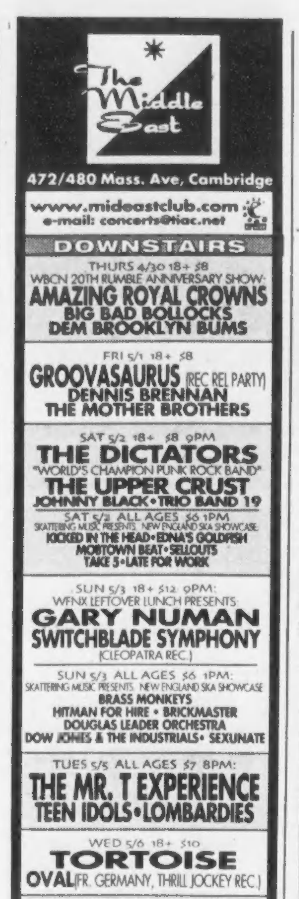 The
Middle
East
472/480 Mass. Ave, Cambridge
www.mideastclub.com
e-mail: concerts@tiac.net
DOWNSTAIRS
THURS 4/30 18+ $8
WBCN 20TH RUMBLE ANNIVERSARY SHOW:
AMAZING ROYAL CROWNS
BIG BAD BOLLOCKS
DEM BROOKLYN BUMS
FRI 5/1 18+ $8
GROOVASAURUS (REC REL PARTY)
DENNIS BRENNAN
THE MOTHER BROTHERS
SAT 5/2 18+ $8 9PM
THE DICTATORS
"WORLD'S CHAMPION PUNK ROCK BAND"
THE UPPER CRUST
JOHNNY BLACK • TRIO BAND 19
SAT 5/2 ALL AGES $6 1PM
SKATTERING MUSIC PRESENTS: NEW ENGLAND SKA SHOWCASE:
KICKED IN THE HEAD • EDNA'S GOLDFISH
MOBTOWN BEAT • SELLOUTS
TAKE 5 • LATE FOR WORK
SUN 5/3 18+ $12 9PM:
WFNX LEFTOVER LUNCH PRESENTS
GARY NUMAN
SWITCHBLADE SYMPHONY
(CLEOPATRA REC.)
SUN 5/3 ALL AGES $6 1PM:
SKATTERING MUSIC PRESENTS: NEW ENGLAND SKA SHOWCASE
BRASS MONKEYS
HITMAN FOR HIRE • BRICKMASTER
DOUGLAS LEADER ORCHESTRA
DOW JONES & THE INDUSTRIALS • SEXUNATE
TUES 5/5 ALL AGES $7 8PM:
THE MR. T EXPERIENCE
TEEN IDOLS • LOMBARDIES
WED 5/6 18+ $10
TORTOISE
OVAL (FR. GERMANY, THRILL JOCKEY REC.)